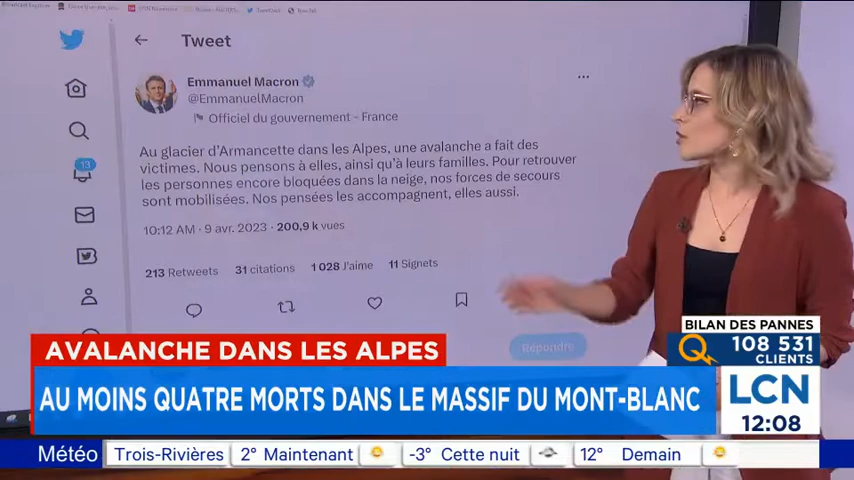 Tweet
Emmanuel Macron
@EmmanuelMacron
Officiel du gouvernement - France
Au glacier d'Armancette dans les Alpes, une avalanche a fait des
victimes. Nous pensons à elles, ainsi qu'à leurs familles. Pour retrouver
les personnes encore bloquées dans la neige, nos forces de secours
sont mobilisées. Nos pensées les accompagnent, elles aussi.
10:12 AM · 9 avr. 2023 · 200,9 k vues
213 Retweets 31 citations 1 028 J'aime 11 Signets
13
Répondre
BILAN DES PANNES
108 531
CLIENTS
AVALANCHE DANS LES ALPES
AU MOINS QUATRE MORTS DANS LE MASSIF DU MONT-BLANC
LCN
12:08
Météo Trois-Rivières 2° Maintenant -3° Cette nuit 12° Demain